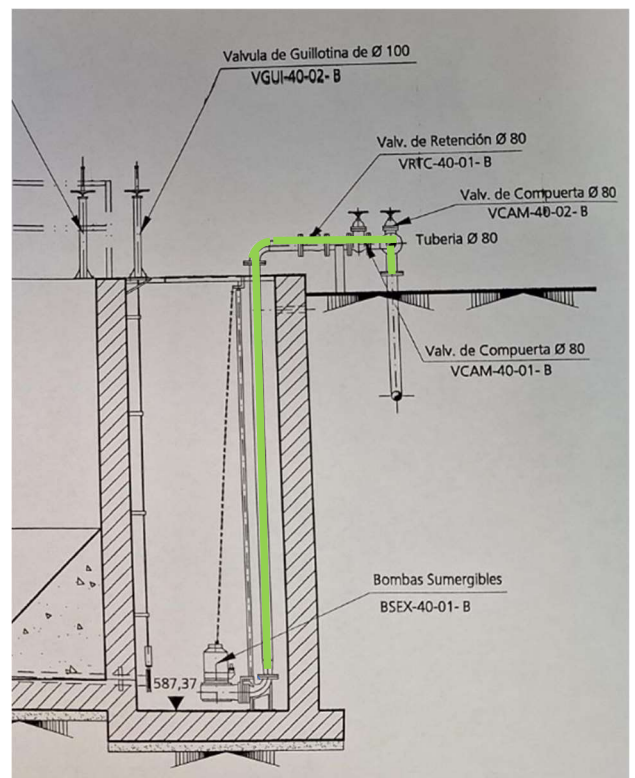 Valvula de Guillotina de Ø 100
VGUI-40-02- B
Valv. de Retención Ø 80
VRTC-40-01- B
Valv. de Compuerta Ø 80
VCAM-40-02- B
Tuberia Ø 80
Valv. de Compuerta Ø 80
VCAM-40-01- B
Bombas Sumergibles
BSEX-40-01- B
587,37